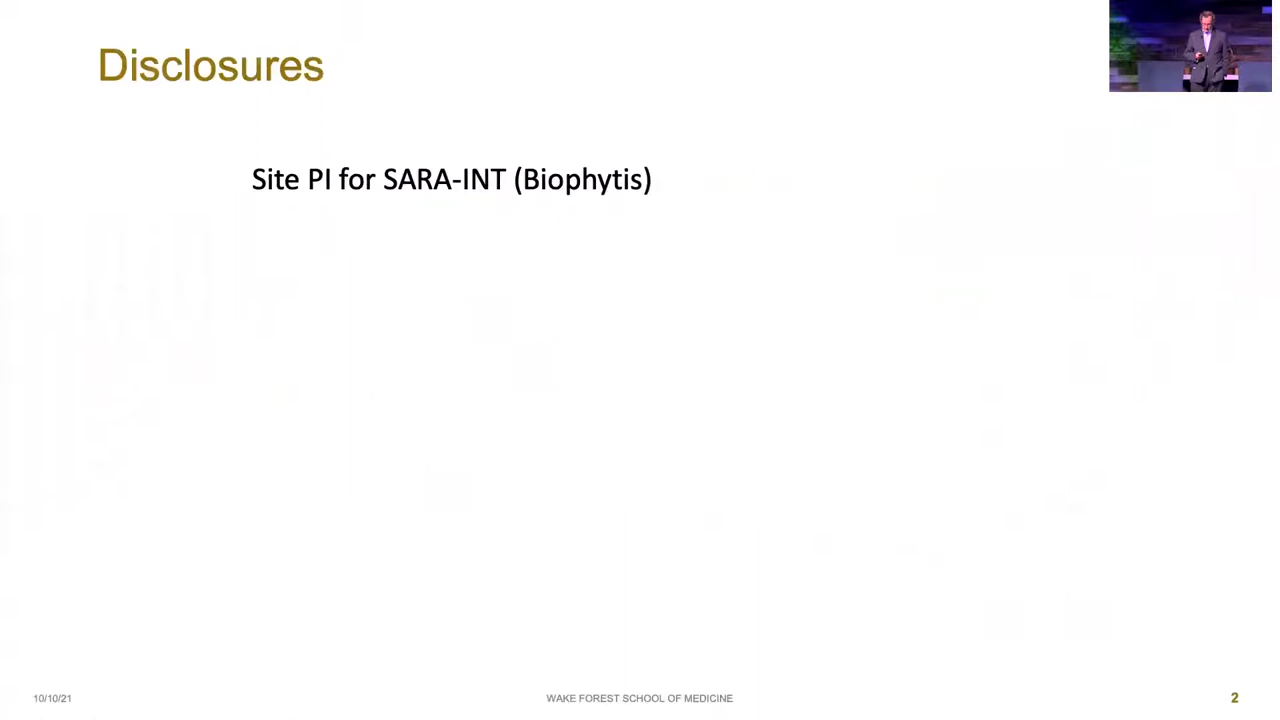 Disclosures
Site PI for SARA-INT (Biophytis)
10/10/21
WAKE FOREST SCHOOL OF MEDICINE
2